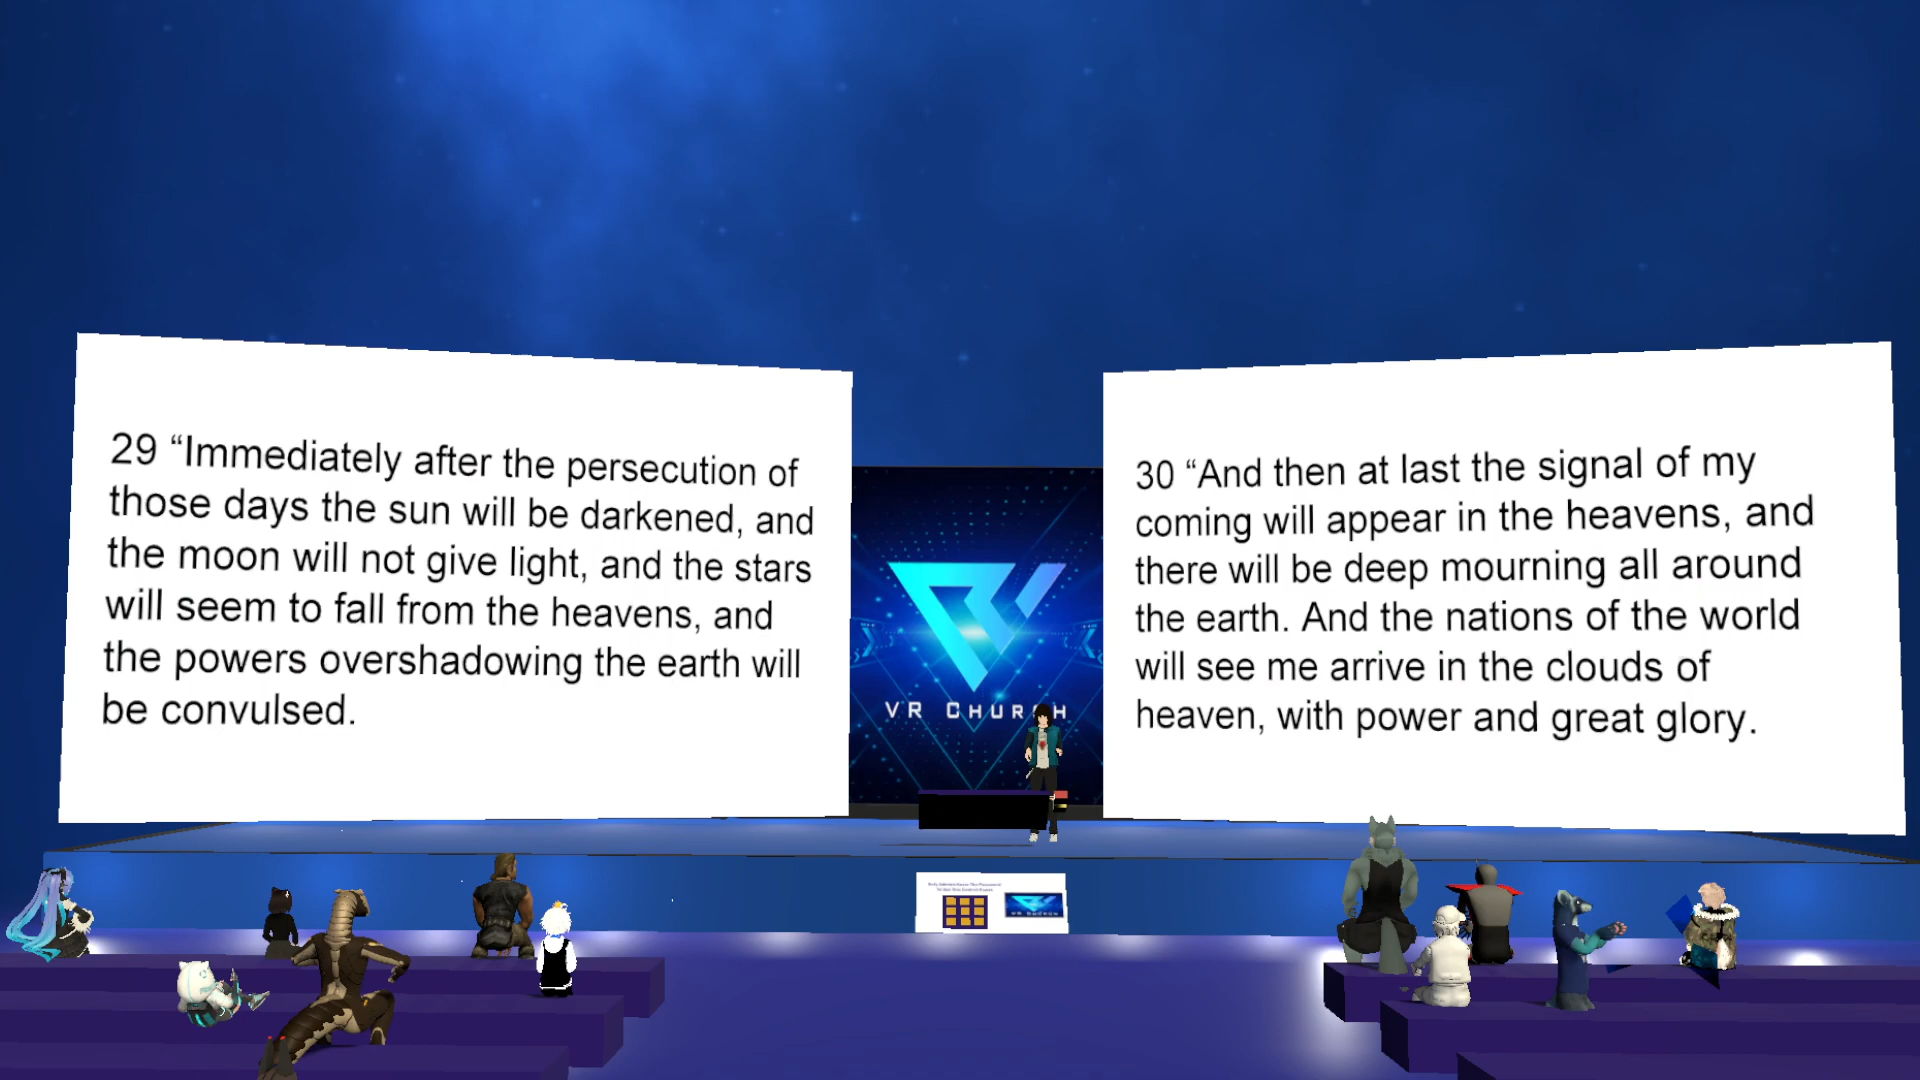 29 “Immediately after the persecution of
those days the sun will be darkened, and
the moon will not give light, and the stars
will seem to fall from the heavens, and
the powers overshadowing the earth will
be convulsed.
30 “And then at last the signal of my
coming will appear in the heavens, and
there will be deep mourning all around
the earth. And the nations of the world
will see me arrive in the clouds of
heaven, with power and great glory.
VR CHURCH
VR CHURCH